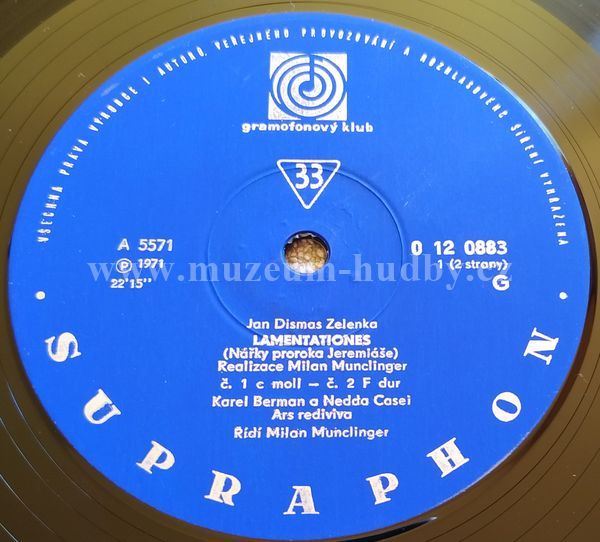 VŠECHNA PRÁVA VÝROBCE I AUTORŮ, VEŘEJNÉHO PROVOZOVÁNÍ A ROZHLASOVÉHO ŠÍŘENÍ VYHRAŽENA
gramofonový klub
33
A 5571
℗ 1971
22'15"
0 12 0883
1 (2 strany)
G
www.muzeum-hudby.cz
Jan Dismas Zelenka
LAMENTATIONES
(Nářky proroka Jeremiáše)
Realizace Milan Munclinger
č. 1 c moll – č. 2 F dur
Karel Berman a Nedda Casei
Ars rediviva
Řídí Milan Munclinger
• SUPRAPHON •